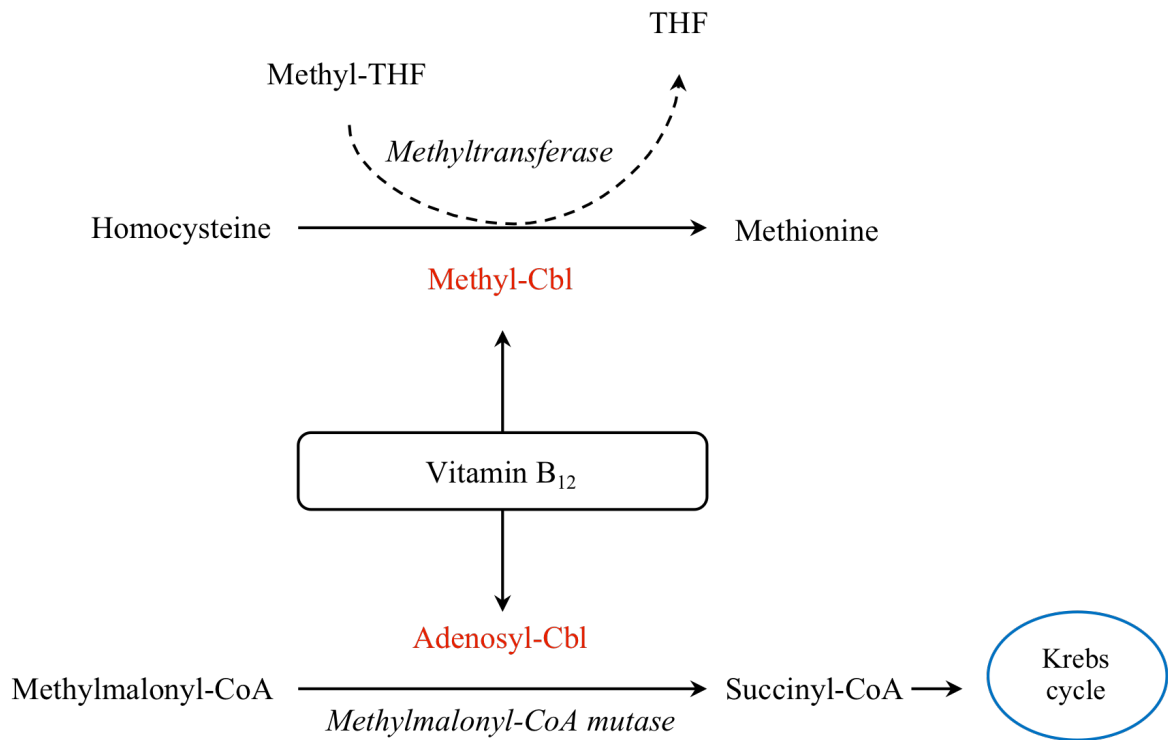 THF
Methyl-THF
Methyltransferase
Homocysteine
Methionine
Methyl-Cbl
Vitamin B₁₂
Adenosyl-Cbl
Krebs
cycle
Methylmalonyl-CoA
Succinyl-CoA
Methylmalonyl-CoA mutase